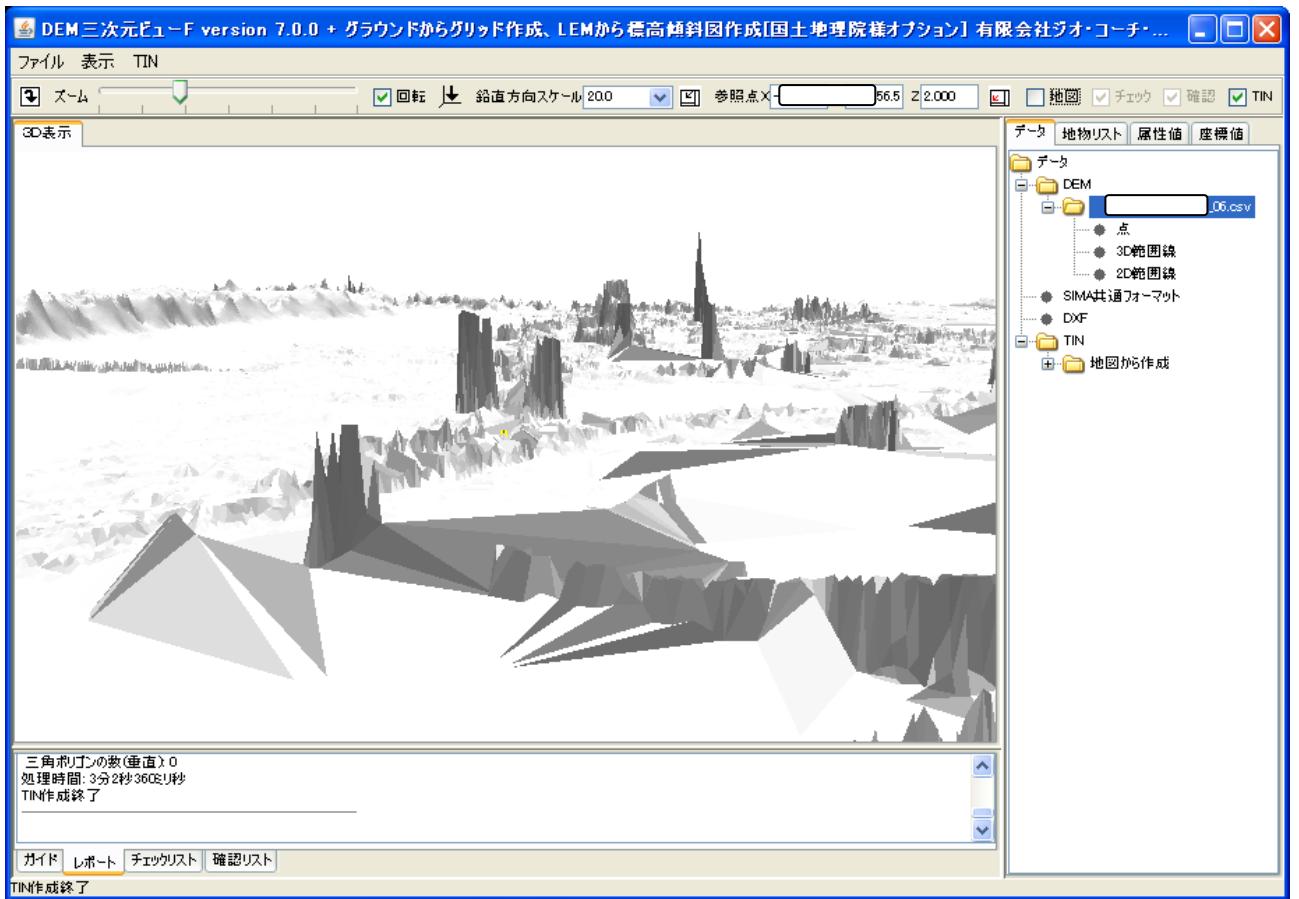 DEM三次元ビューF version 7.0.0 + グラウンドからグリッド作成、LEMから標高傾斜図作成[国土地理院様オプション] 有限会社ジオ・コーチ・...
ファイル 表示 TIN
ズーム 回転 鉛直方向スケール 20.0 参照点X - 56.5 Z 2.000 地図 チェック 確認 TIN
3D表示
データ 地物リスト 属性値 座標値
データ
DEM
_06.csv
点
3D範囲線
2D範囲線
SIMA共通フォーマット
DXF
TIN
地図から作成
三角ポリゴンの数(垂直): 0
処理時間: 3分2秒360ミリ秒
TIN作成終了
ガイド レポート チェックリスト 確認リスト
TIN作成終了